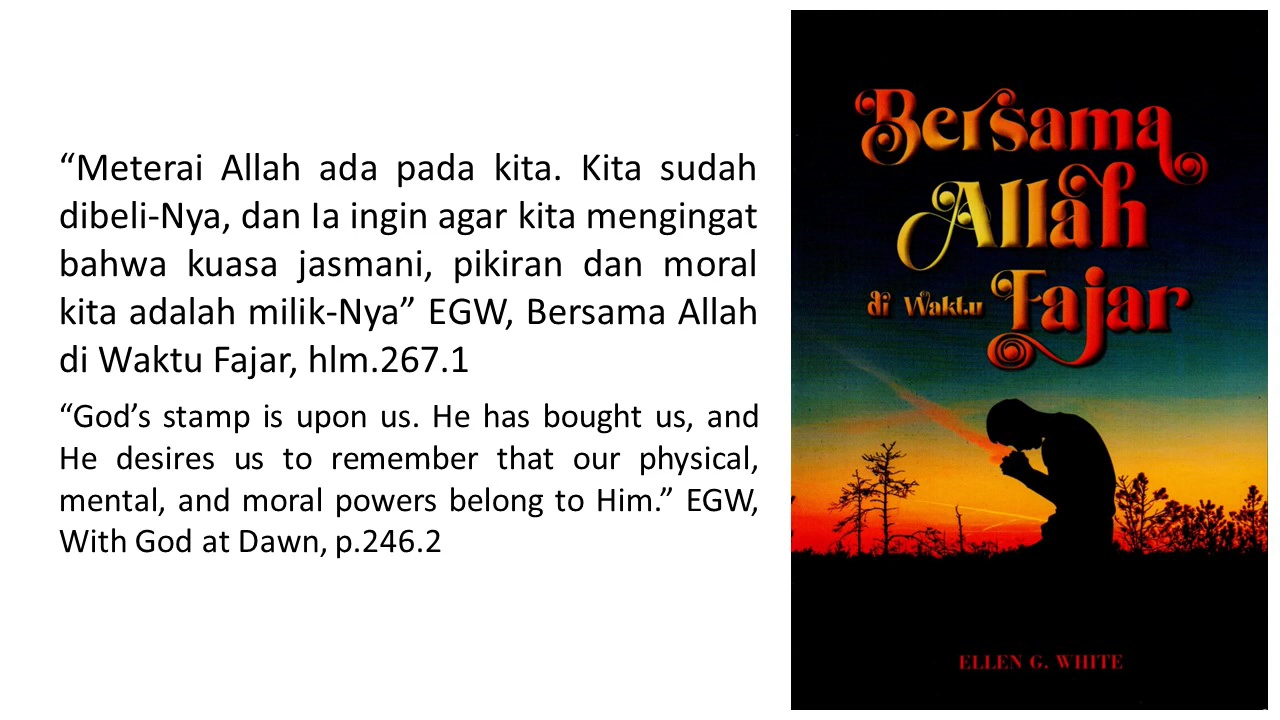 “Meterai Allah ada pada kita. Kita sudah
dibeli-Nya, dan Ia ingin agar kita mengingat
bahwa kuasa jasmani, pikiran dan moral
kita adalah milik-Nya” EGW, Bersama Allah
di Waktu Fajar, hlm.267.1
“God’s stamp is upon us. He has bought us, and
He desires us to remember that our physical,
mental, and moral powers belong to Him.” EGW,
With God at Dawn, p.246.2
Bersama
Allah
di Waktu Fajar
ELLEN G. WHITE